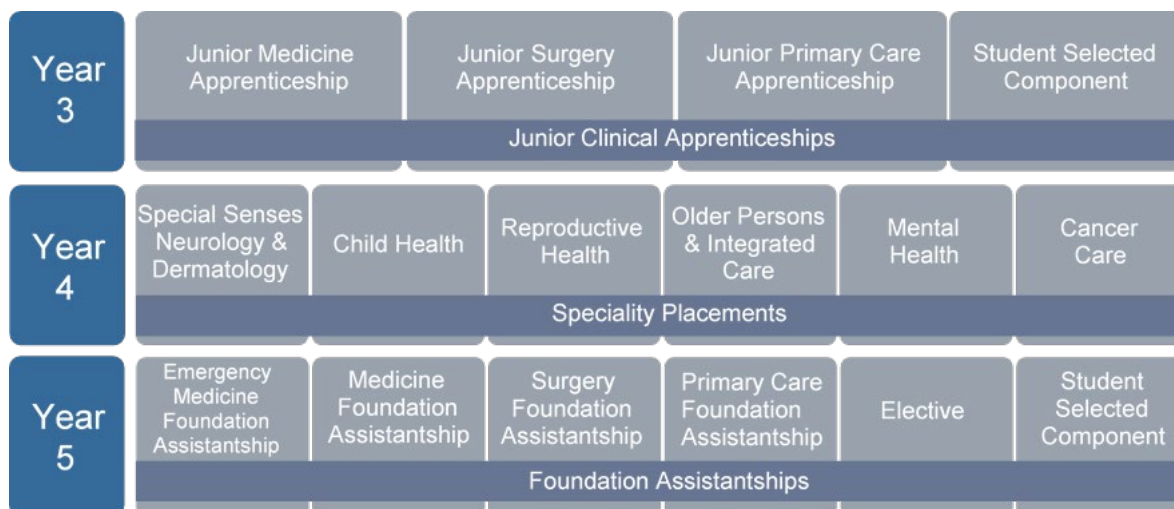 Year
3
Junior Medicine
Apprenticeship
Junior Surgery
Apprenticeship
Junior Primary Care
Apprenticeship
Student Selected
Component
Junior Clinical Apprenticeships
Year
4
Special Senses
Neurology &
Dermatology
Child Health
Reproductive
Health
Older Persons
& Integrated
Care
Mental
Health
Cancer
Care
Speciality Placements
Year
5
Emergency
Medicine
Foundation
Assistantship
Medicine
Foundation
Assistantship
Surgery
Foundation
Assistantship
Primary Care
Foundation
Assistantship
Elective
Student
Selected
Component
Foundation Assistantships